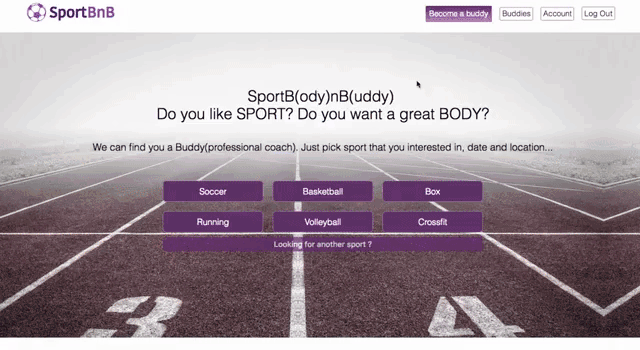 SportBnB
Become a buddy
Buddies
Account
Log Out
SportB(ody)nB(uddy)
Do you like SPORT? Do you want a great BODY?
We can find you a Buddy(professional coach). Just pick sport that you interested in, date and location...
Soccer
Basketball
Box
Running
Volleyball
Crossfit
Looking for another sport ?
3
4